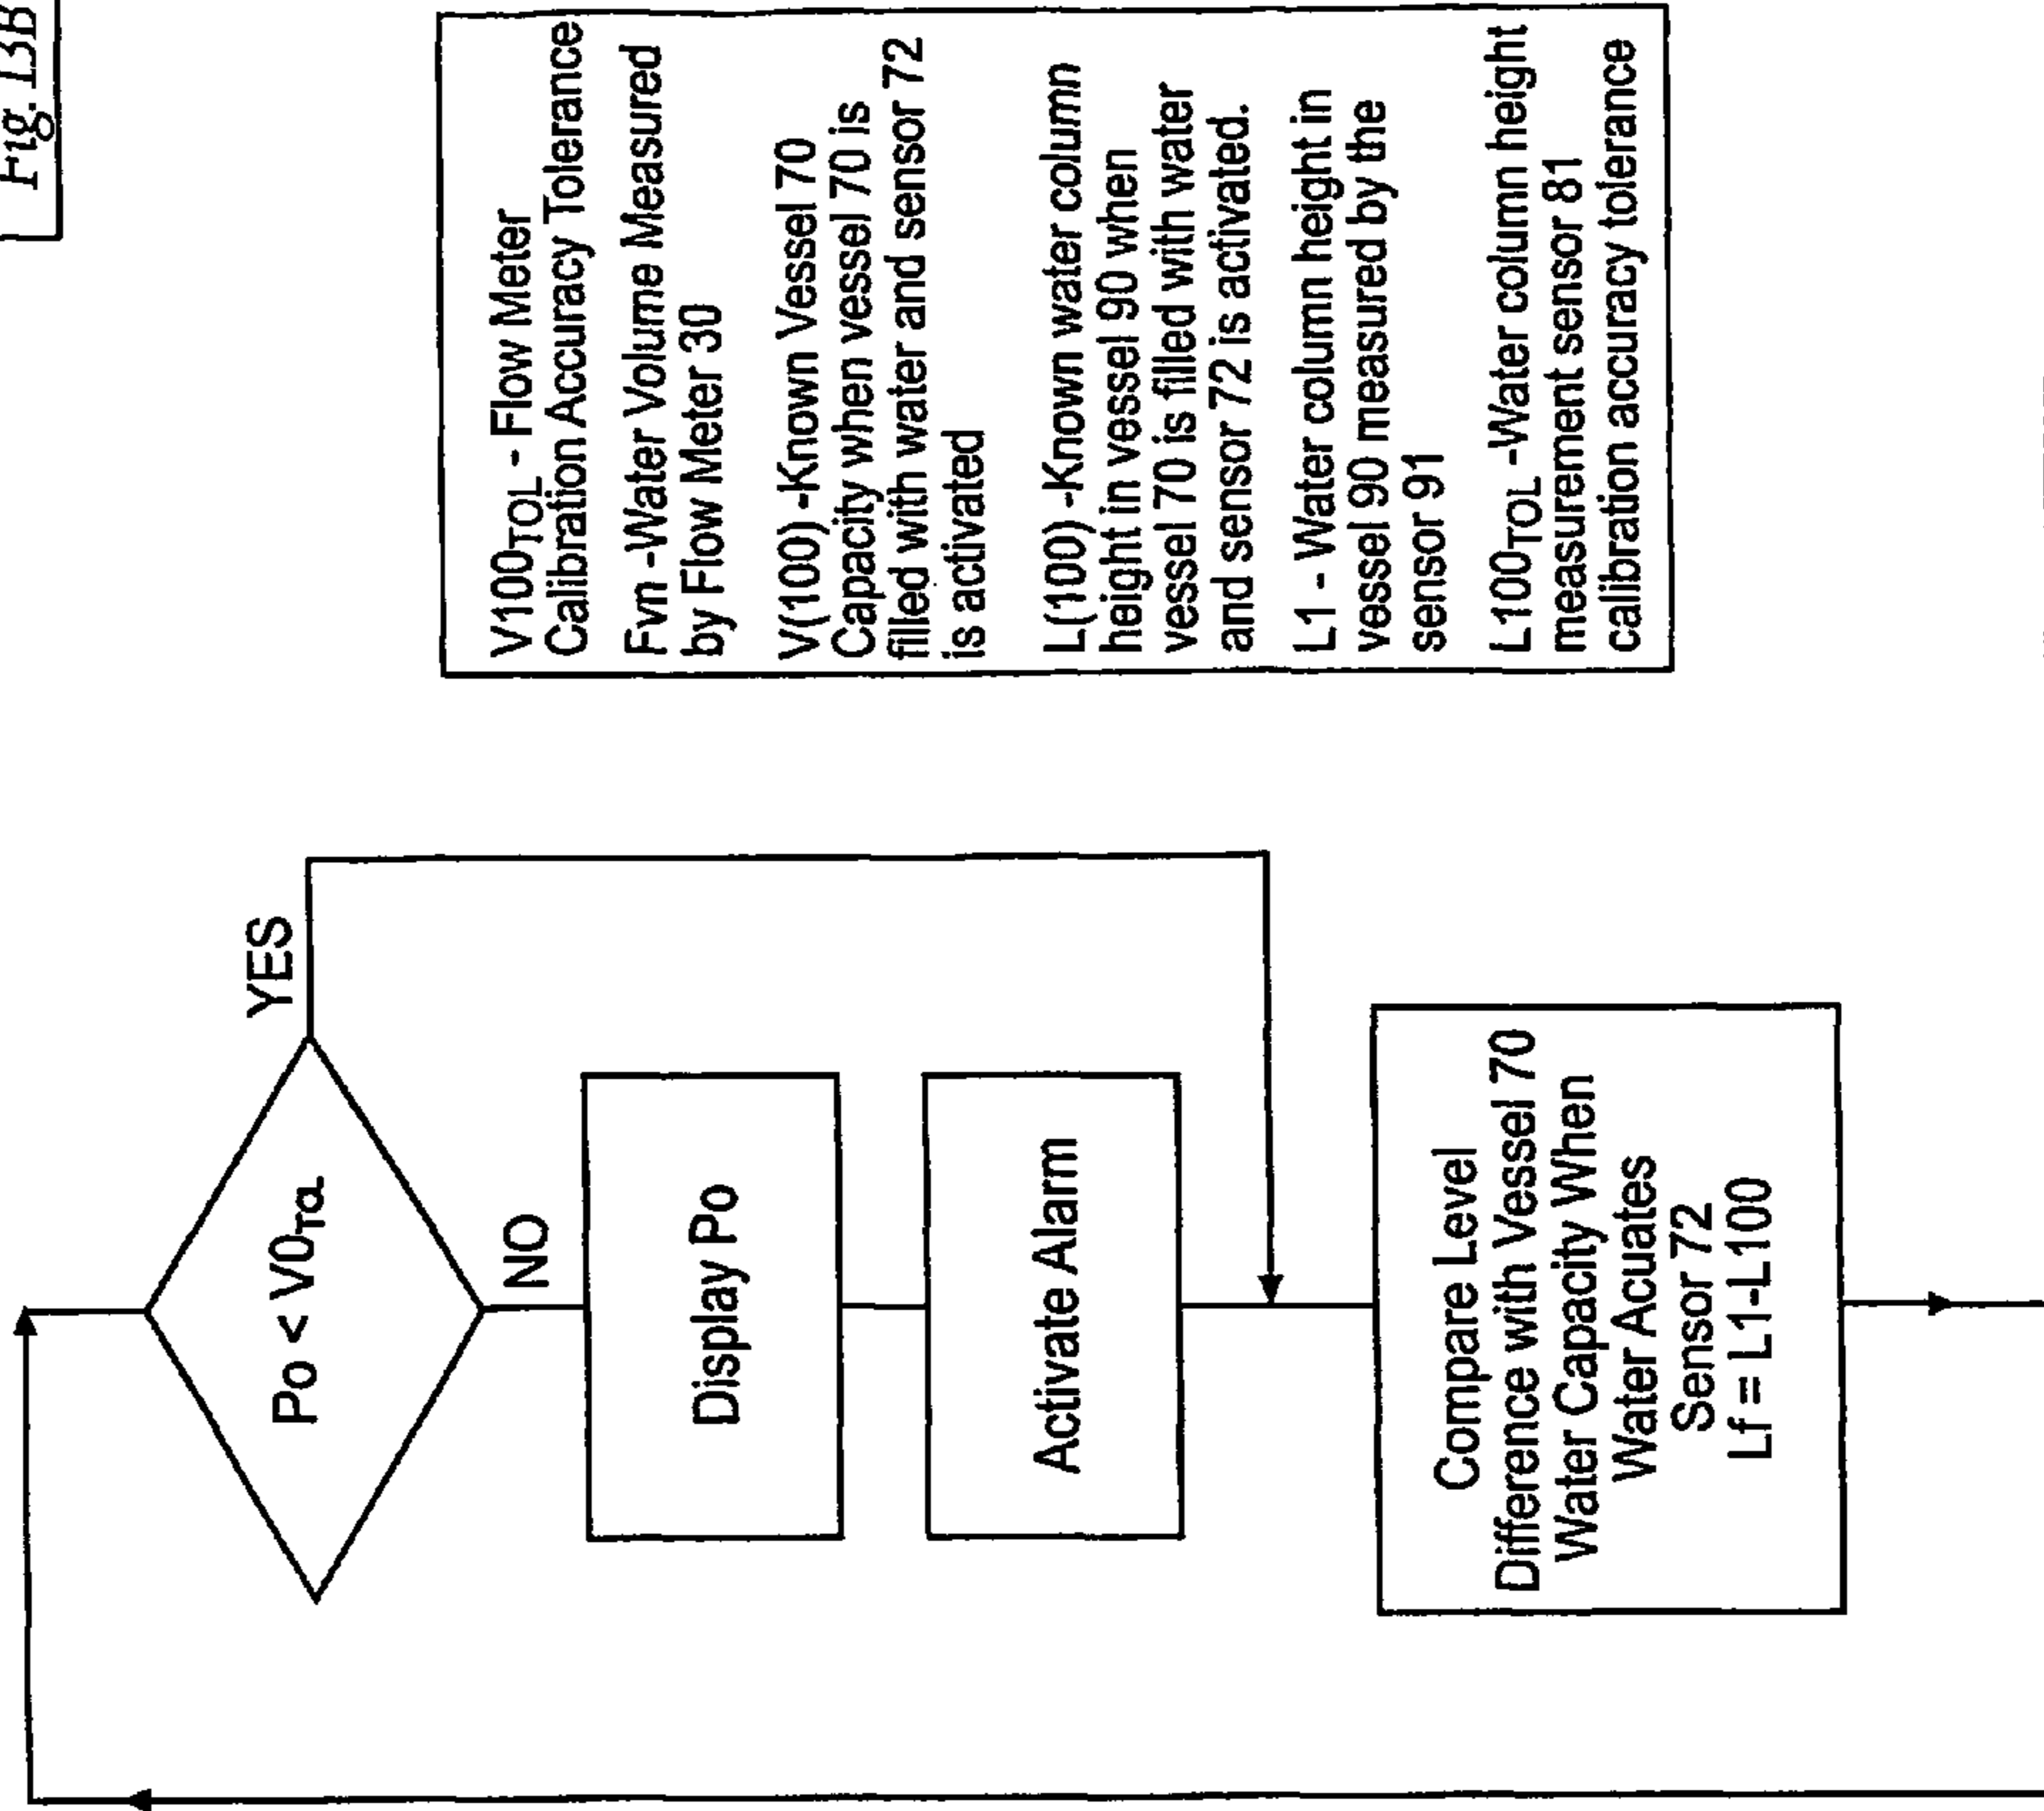 Fig. 13B
YES
Po < V0TOL
NO
Display Po
Activate Alarm
Compare Level
Difference with Vessel 70
Water Capacity When
Water Acuates
Sensor 72
Lf = L1-L100
V100TOL - Flow Meter
Calibration Accuracy Tolerance
Fvn -Water Volume Measured
by Flow Meter 30
V(100) -Known Vessel 70
Capacity when vessel 70 is
filled with water and sensor 72
is activated
L(100) -Known water column
height in vessel 90 when
vessel 70 is filled with water
and sensor 72 is activated.
L1 - Water column height in
vessel 90 measured by the
sensor 91
L100TOL -Water column height
measurement sensor 81
calibration accuracy tolerance